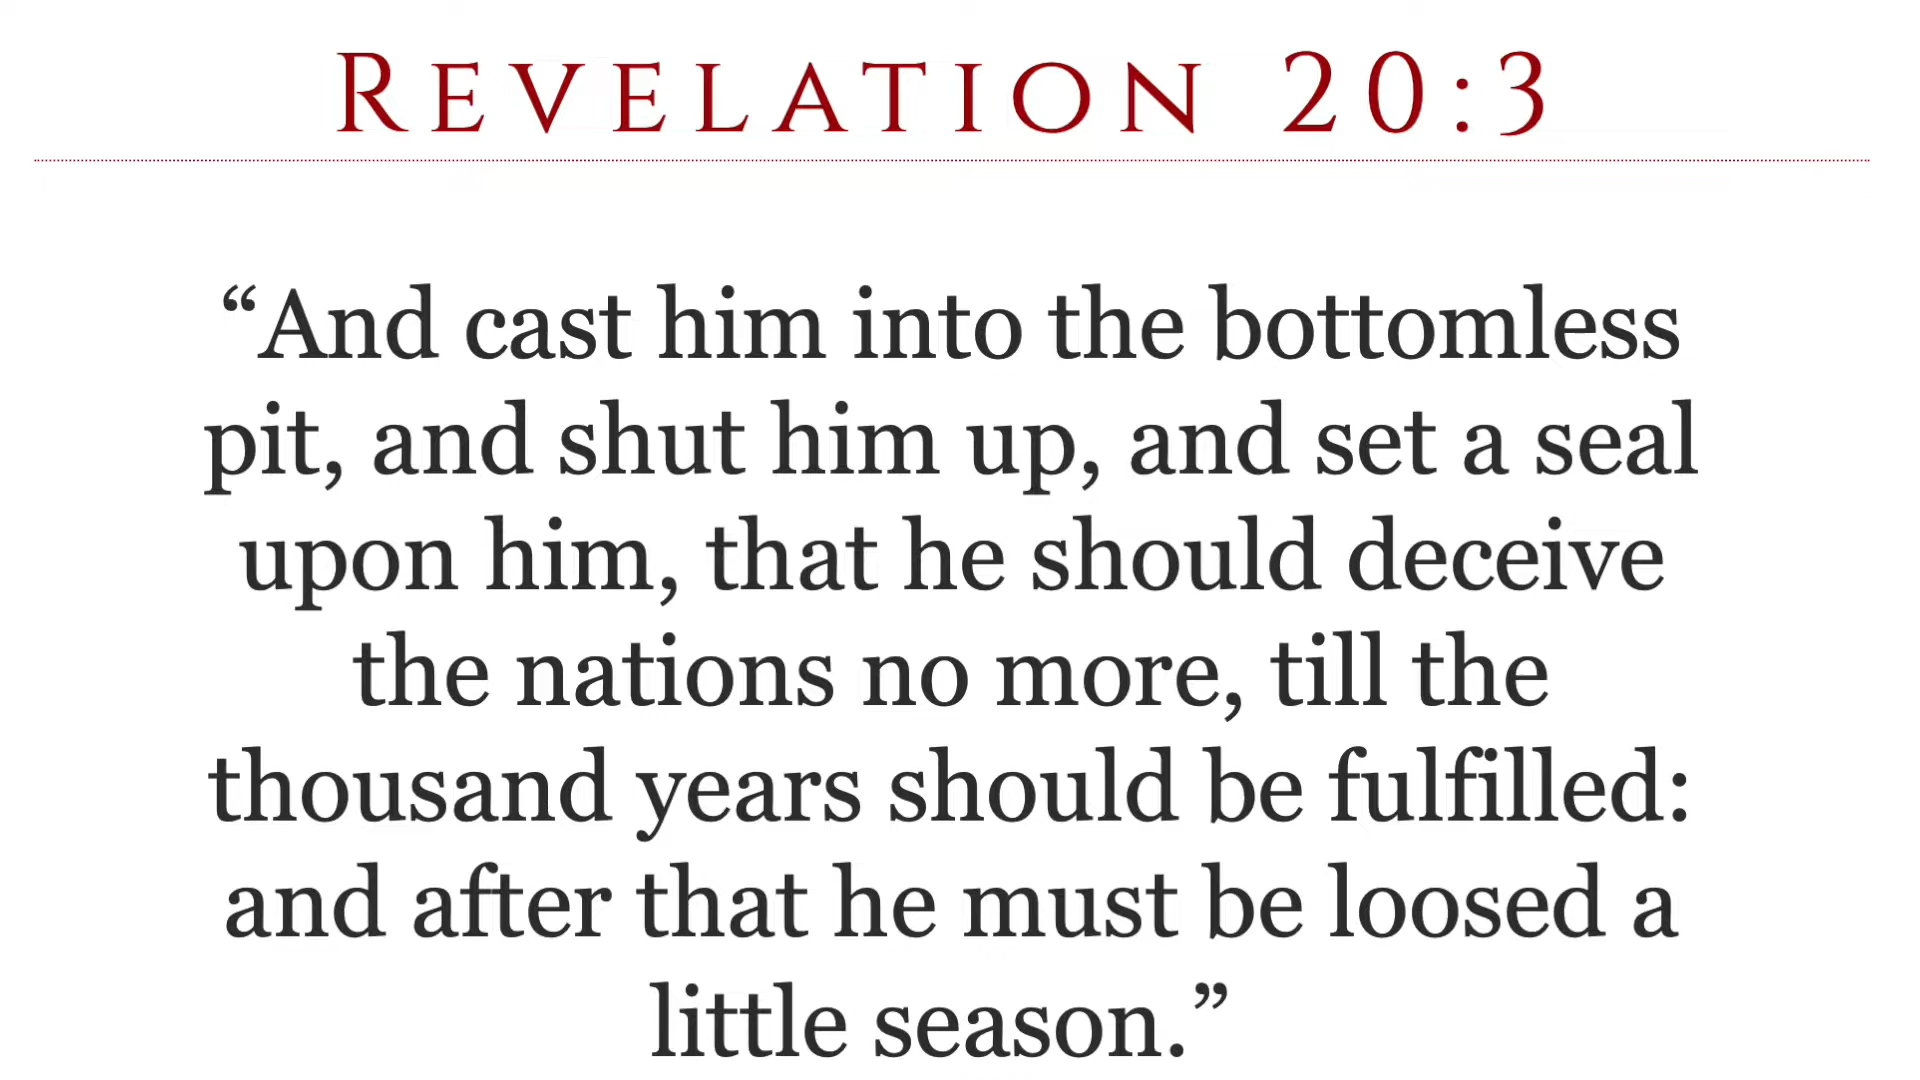 Revelation 20:3
“And cast him into the bottomless
pit, and shut him up, and set a seal
upon him, that he should deceive
the nations no more, till the
thousand years should be fulfilled:
and after that he must be loosed a
little season.”